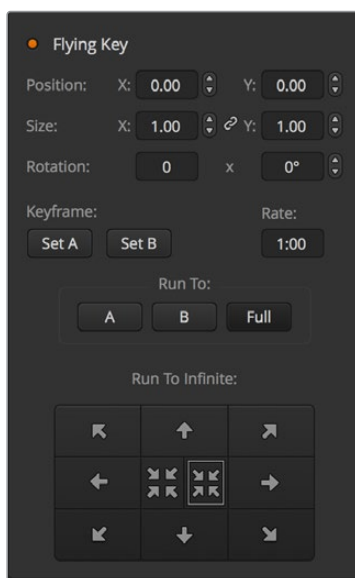 Flying Key
Position: X: 0.00 Y: 0.00
Size: X: 1.00 Y: 1.00
Rotation: 0 x 0°
Keyframe: Rate:
Set A Set B 1:00
Run To:
A B Full
Run To Infinite: